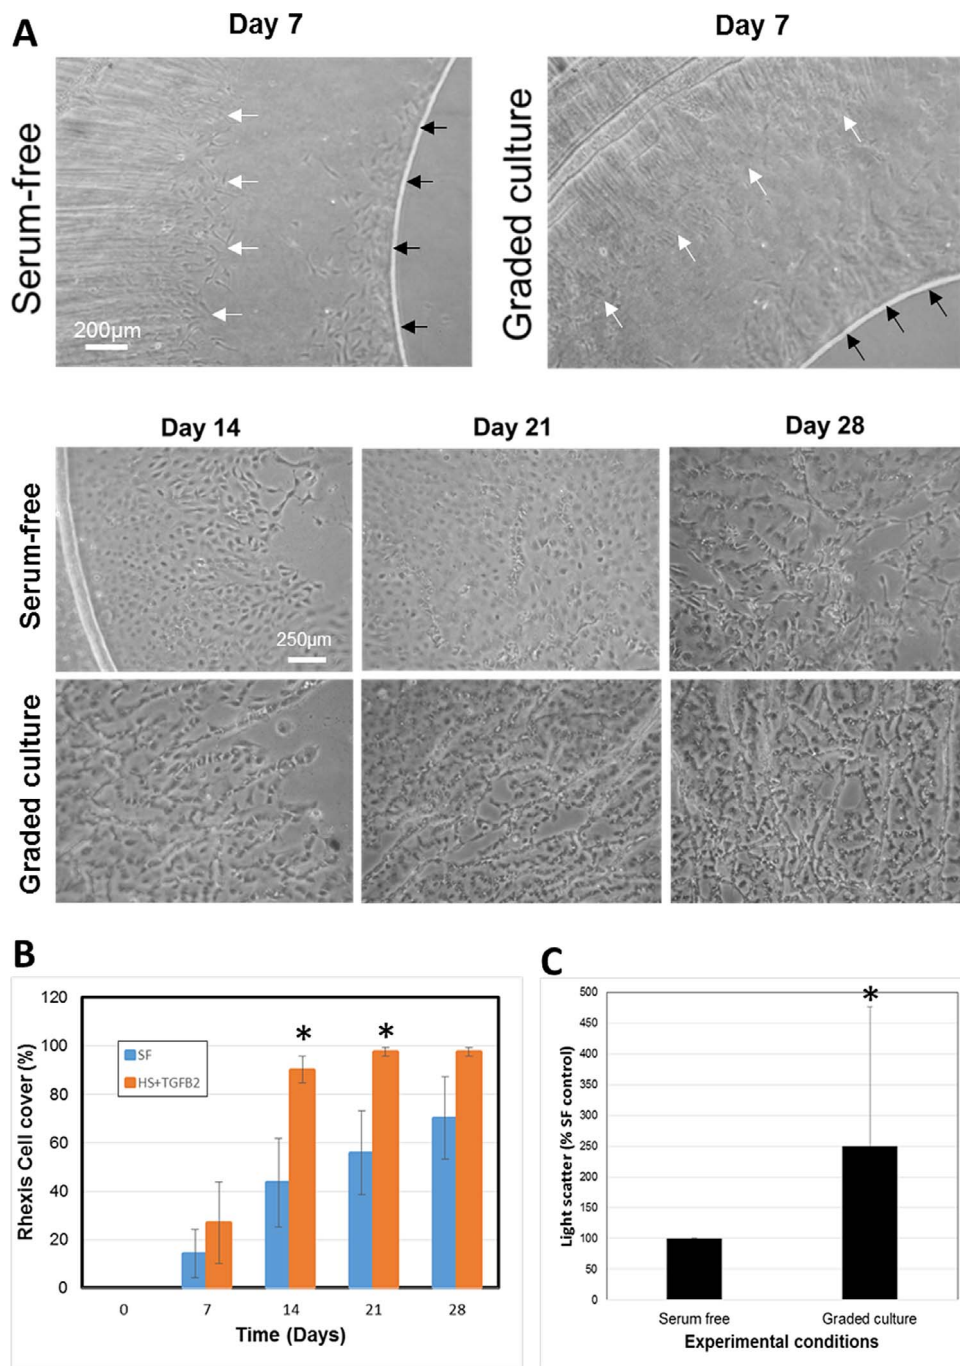 A
Day 7
Day 7
Serum-free
Graded culture
200µm
Day 14
Day 21
Day 28
Serum-free
250µm
Graded culture
B
120
100
80
60
40
20
0
Rhexis Cell cover (%)
SF
HS+TGFB2
*
*
0 7 14 21 28
Time (Days)
C
500
450
400
350
300
250
200
150
100
50
0
Light scatter (% SF control)
*
Serum free Graded culture
Experimental conditions